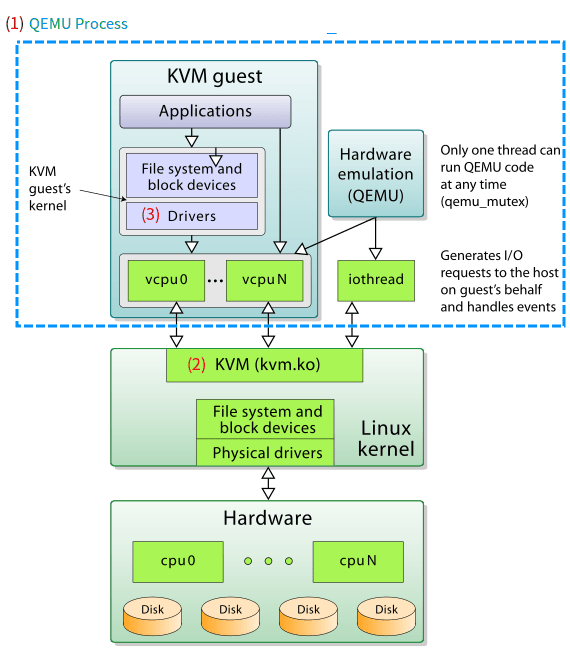 (1) QEMU Process
KVM guest
Applications
File system and
block devices
(3) Drivers
KVM
guest's
kernel
Hardware
emulation
(QEMU)
Only one thread can
run QEMU code
at any time
(qemu_mutex)
vcpu0
...
vcpuN
iothread
Generates I/O
requests to the host
on guest's behalf
and handles events
(2) KVM (kvm.ko)
File system and
block devices
Physical drivers
Linux
kernel
Hardware
cpu0
cpuN
Disk
Disk
Disk
Disk